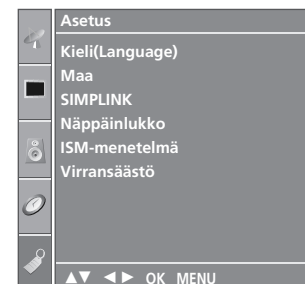 Asetus
Kieli(Language)
Maa
SIMPLINK
Näppäinlukko
ISM-menetelmä
Virransäästö
▲▼ ◄► OK MENU